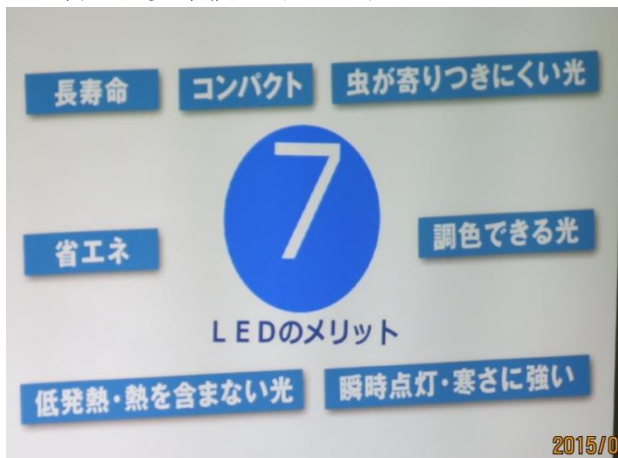 長寿命
コンパクト
虫が寄りつきにくい光
7
省エネ
調色できる光
LEDのメリット
低発熱・熱を含まない光
瞬時点灯・寒さに強い
2015/0